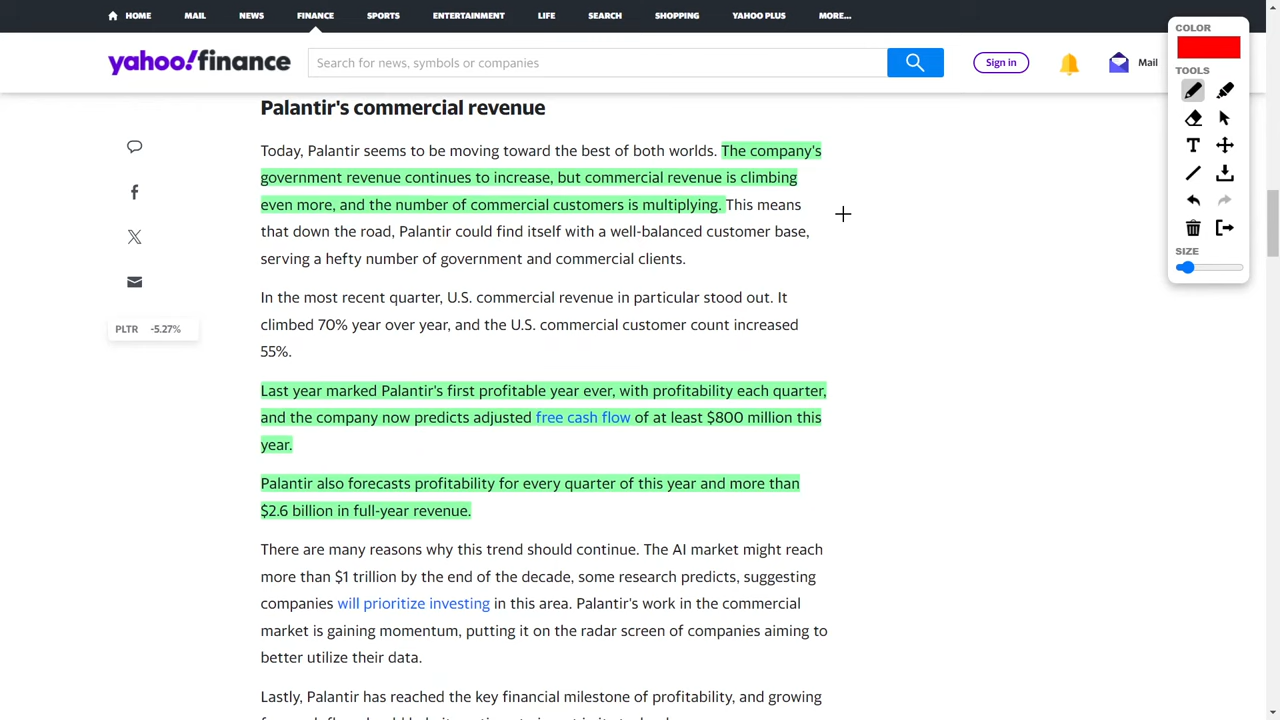 HOME MAIL NEWS FINANCE SPORTS ENTERTAINMENT LIFE SEARCH SHOPPING YAHOO PLUS MORE...
yahoo!finance
Search for news, symbols or companies
Sign in
Mail
COLOR
TOOLS
T
SIZE
PLTR -5.27%
Palantir's commercial revenue
Today, Palantir seems to be moving toward the best of both worlds. The company's
government revenue continues to increase, but commercial revenue is climbing
even more, and the number of commercial customers is multiplying. This means
that down the road, Palantir could find itself with a well-balanced customer base,
serving a hefty number of government and commercial clients.
In the most recent quarter, U.S. commercial revenue in particular stood out. It
climbed 70% year over year, and the U.S. commercial customer count increased
55%.
Last year marked Palantir's first profitable year ever, with profitability each quarter,
and the company now predicts adjusted free cash flow of at least $800 million this
year.
Palantir also forecasts profitability for every quarter of this year and more than
$2.6 billion in full-year revenue.
There are many reasons why this trend should continue. The AI market might reach
more than $1 trillion by the end of the decade, some research predicts, suggesting
companies will prioritize investing in this area. Palantir's work in the commercial
market is gaining momentum, putting it on the radar screen of companies aiming to
better utilize their data.
Lastly, Palantir has reached the key financial milestone of profitability, and growing